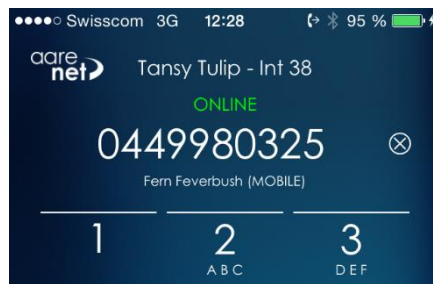 Swisscom 3G 12:28 95 %
aare net Tansy Tulip - Int 38
ONLINE
0449980325
Fern Feverbush (MOBILE)
1 2 3
ABC DEF